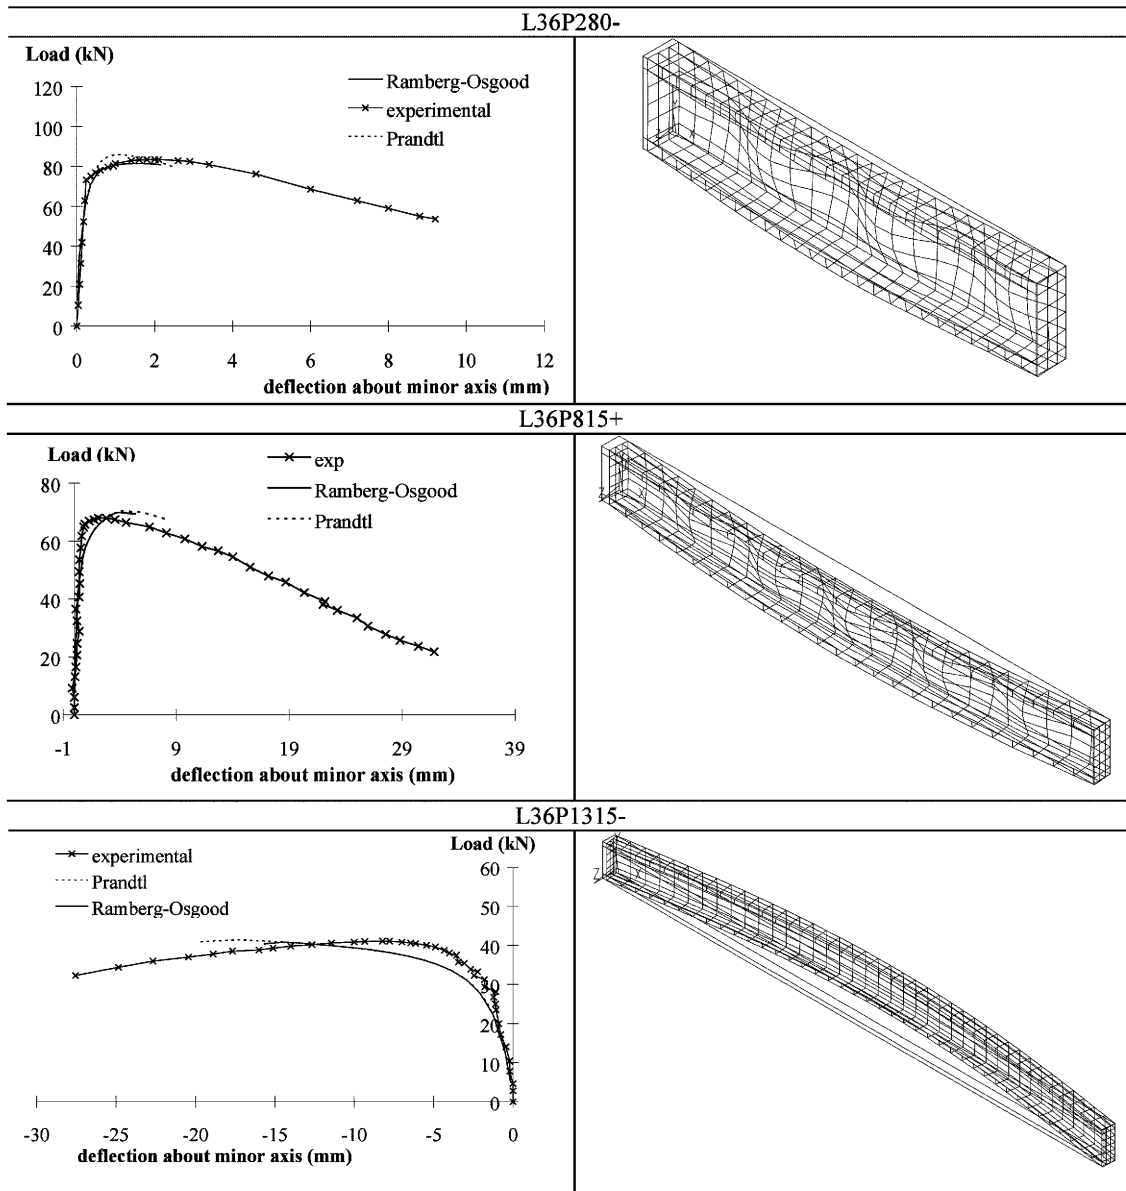 L36P280-
Load (kN)
Ramberg-Osgood
experimental
Prandtl
120
100
80
60
40
20
0
0 2 4 6 8 10 12
deflection about minor axis (mm)
Y
Z X
L36P815+
Load (kN)
exp
Ramberg-Osgood
Prandtl
80
60
40
20
0
-1 9 19 29 39
deflection about minor axis (mm)
Z X
L36P1315-
experimental
Prandtl
Ramberg-Osgood
Load (kN)
60
50
40
30
20
10
0
-30 -25 -20 -15 -10 -5 0
deflection about minor axis (mm)
Y
Z X